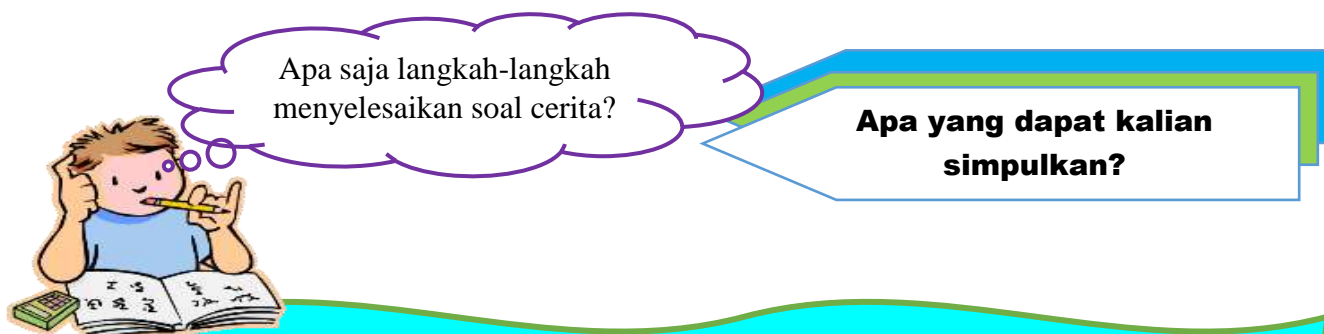 Apa saja langkah-langkah
menyelesaikan soal cerita?
Apa yang dapat kalian
simpulkan?